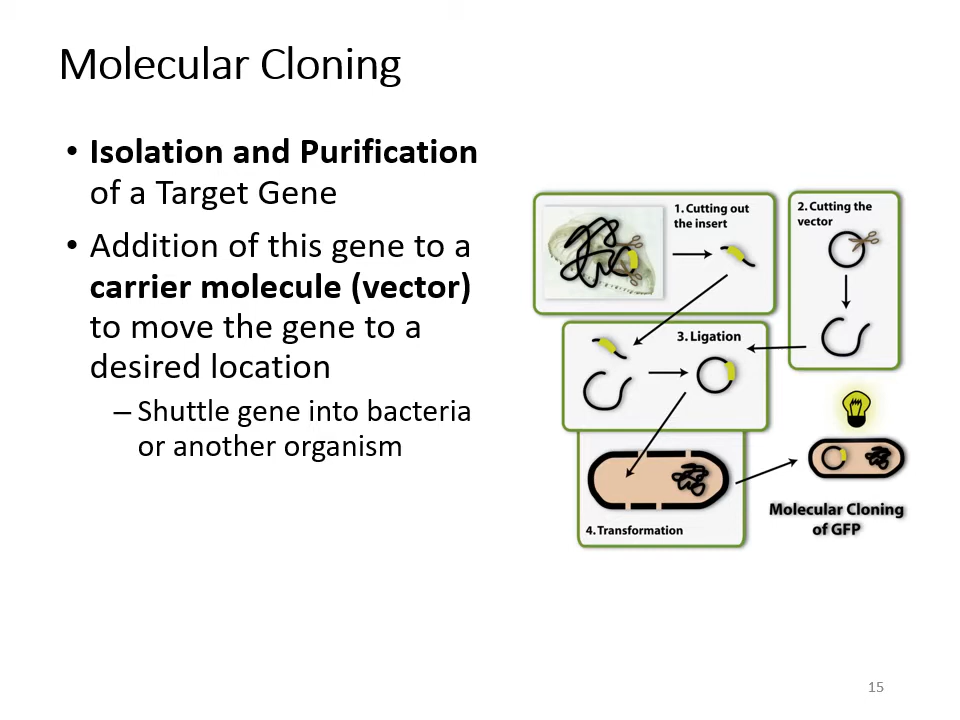 Molecular Cloning
• Isolation and Purification
of a Target Gene
• Addition of this gene to a
carrier molecule (vector)
to move the gene to a
desired location
– Shuttle gene into bacteria
or another organism
1. Cutting out
the insert
2. Cutting the
vector
3. Ligation
4. Transformation
Molecular Cloning
of GFP
15